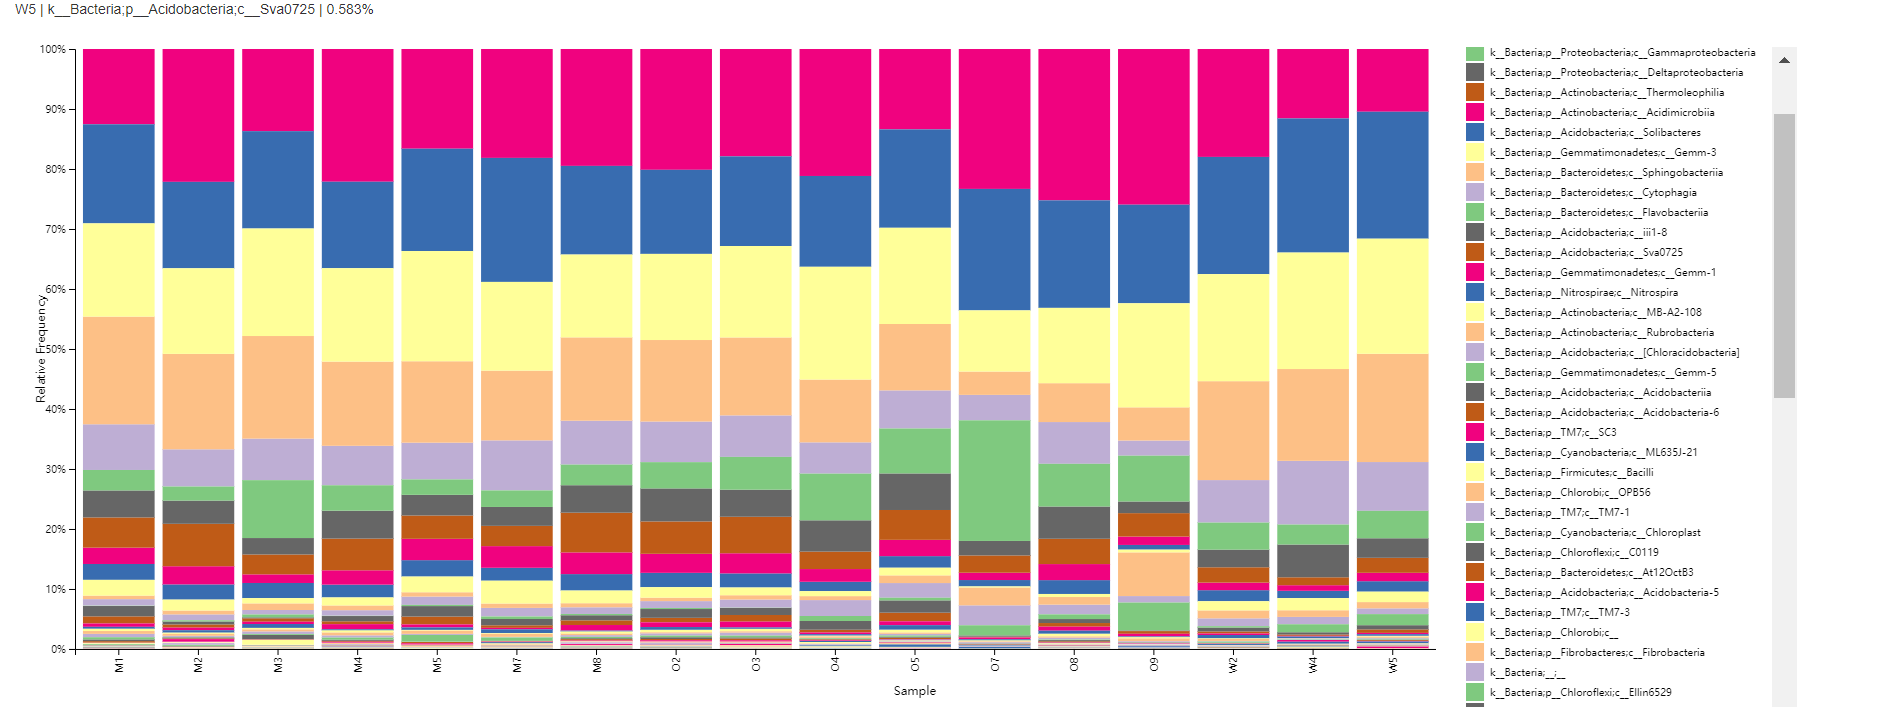 W5 | k__Bacteria;p__Acidobacteria;c__Sva0725 | 0.583%
100%
90%
80%
70%
60%
50%
40%
30%
20%
10%
0%
Relative Frequency
M1
M2
M3
M4
M5
M7
M8
O2
O3
O4
O5
O7
O8
O9
W2
W4
W5
Sample
k__Bacteria;p__Proteobacteria;c__Gammaproteobacteria
k__Bacteria;p__Proteobacteria;c__Deltaproteobacteria
k__Bacteria;p__Actinobacteria;c__Thermoleophilia
k__Bacteria;p__Actinobacteria;c__Acidimicrobiia
k__Bacteria;p__Acidobacteria;c__Solibacteres
k__Bacteria;p__Gemmatimonadetes;c__Gemm-3
k__Bacteria;p__Bacteroidetes;c__Sphingobacteriia
k__Bacteria;p__Bacteroidetes;c__Cytophagia
k__Bacteria;p__Bacteroidetes;c__Flavobacteriia
k__Bacteria;p__Acidobacteria;c__iii1-8
k__Bacteria;p__Acidobacteria;c__Sva0725
k__Bacteria;p__Gemmatimonadetes;c__Gemm-1
k__Bacteria;p__Nitrospirae;c__Nitrospira
k__Bacteria;p__Actinobacteria;c__MB-A2-108
k__Bacteria;p__Actinobacteria;c__Rubrobacteria
k__Bacteria;p__Acidobacteria;c__[Chloracidobacteria]
k__Bacteria;p__Gemmatimonadetes;c__Gemm-5
k__Bacteria;p__Acidobacteria;c__Acidobacteriia
k__Bacteria;p__Acidobacteria;c__Acidobacteria-6
k__Bacteria;p__TM7;c__SC3
k__Bacteria;p__Cyanobacteria;c__ML635J-21
k__Bacteria;p__Firmicutes;c__Bacilli
k__Bacteria;p__Chlorobi;c__OPB56
k__Bacteria;p__TM7;c__TM7-1
k__Bacteria;p__Cyanobacteria;c__Chloroplast
k__Bacteria;p__Chloroflexi;c__C0119
k__Bacteria;p__Bacteroidetes;c__At12OctB3
k__Bacteria;p__Acidobacteria;c__Acidobacteria-5
k__Bacteria;p__TM7;c__TM7-3
k__Bacteria;p__Chlorobi;c__
k__Bacteria;p__Fibrobacteres;c__Fibrobacteria
k__Bacteria;__;__
k__Bacteria;p__Chloroflexi;c__Ellin6529